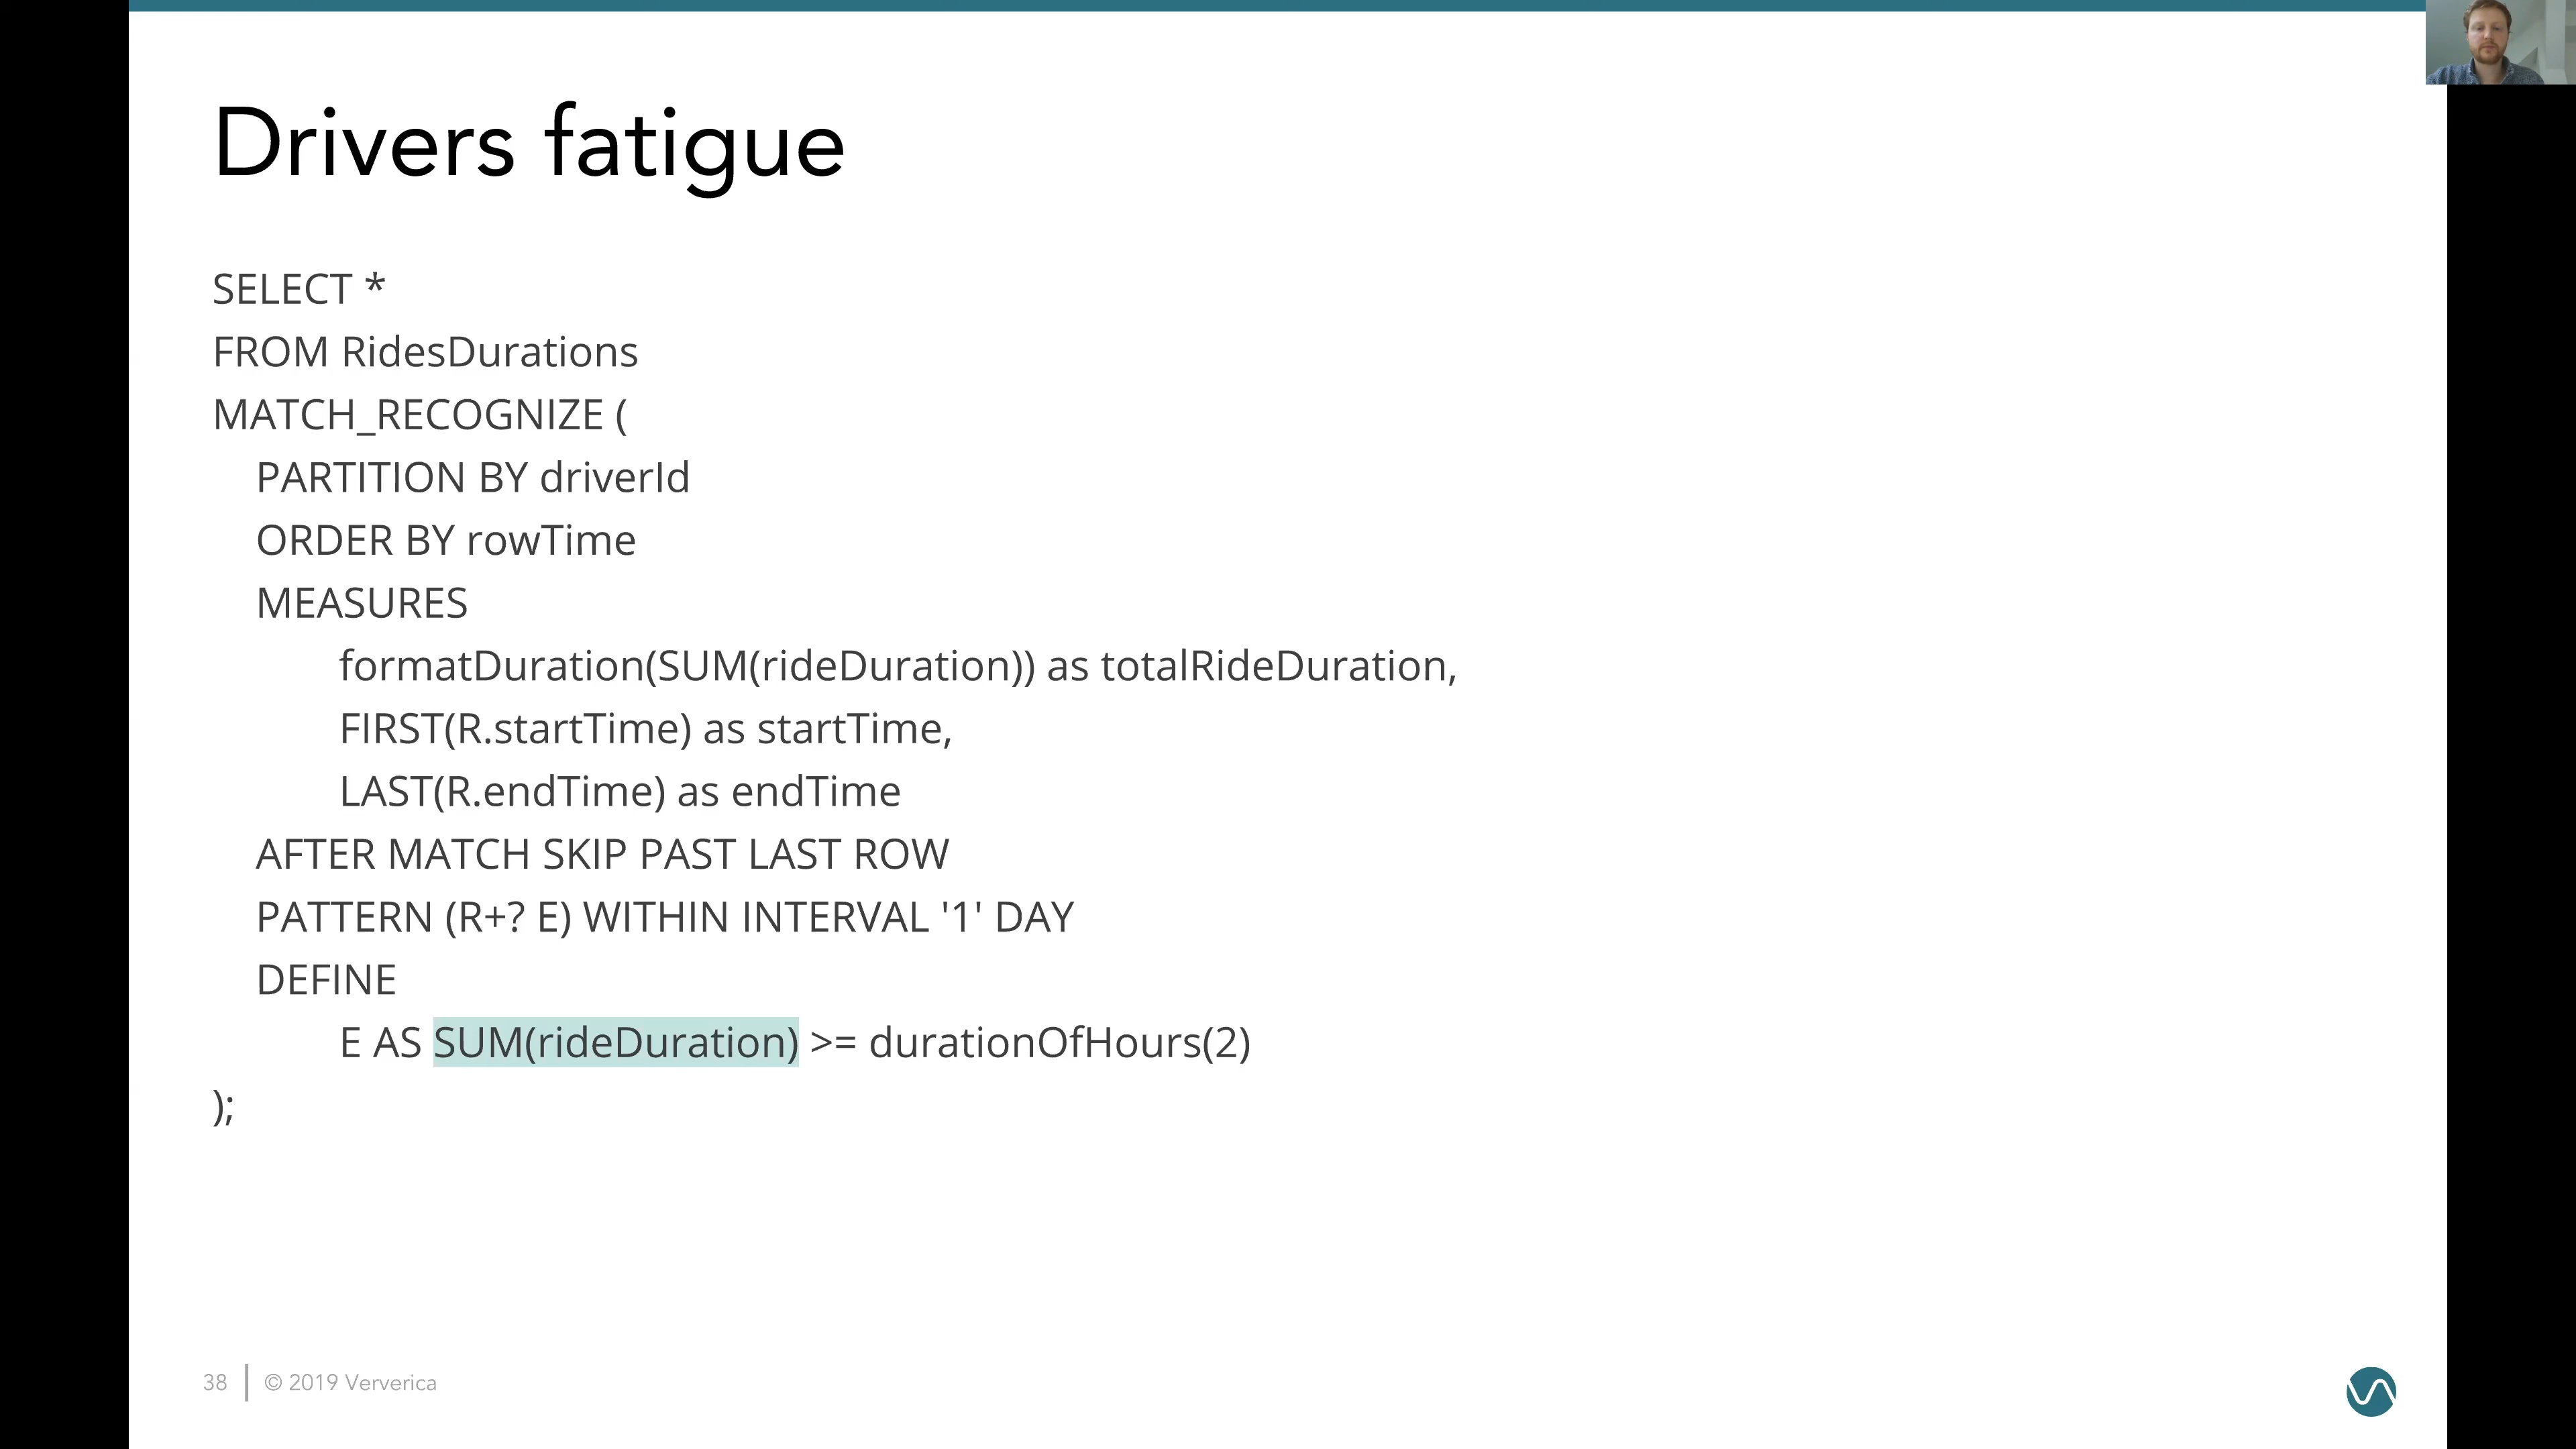 Drivers fatigue
SELECT *
FROM RidesDurations
MATCH_RECOGNIZE (
PARTITION BY driverId
ORDER BY rowTime
MEASURES
formatDuration(SUM(rideDuration)) as totalRideDuration,
FIRST(R.startTime) as startTime,
LAST(R.endTime) as endTime
AFTER MATCH SKIP PAST LAST ROW
PATTERN (R+? E) WITHIN INTERVAL '1' DAY
DEFINE
E AS SUM(rideDuration) >= durationOfHours(2)
);
38 | © 2019 Ververica